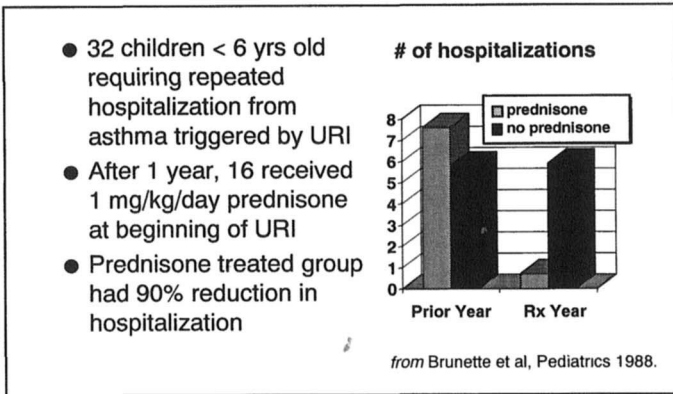 ● 32 children < 6 yrs old
requiring repeated
hospitalization from
asthma triggered by URI
● After 1 year, 16 received
1 mg/kg/day prednisone
at beginning of URI
● Prednisone treated group
had 90% reduction in
hospitalization
# of hospitalizations
prednisone
no prednisone
8
7
6
5
4
3
2
1
0
Prior Year Rx Year
from Brunette et al, Pediatrics 1988.